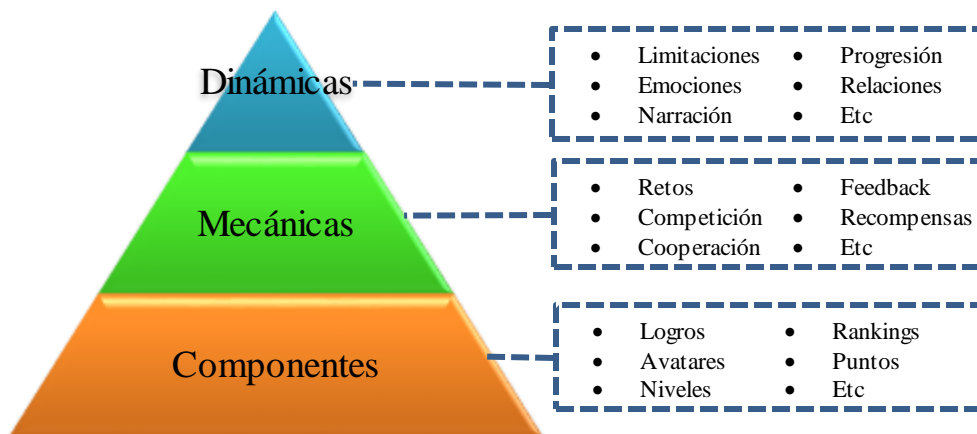 Dinámicas
• Limitaciones • Progresión
• Emociones • Relaciones
• Narración • Etc
Mecánicas
• Retos • Feedback
• Competición • Recompensas
• Cooperación • Etc
Componentes
• Logros • Rankings
• Avatares • Puntos
• Niveles • Etc